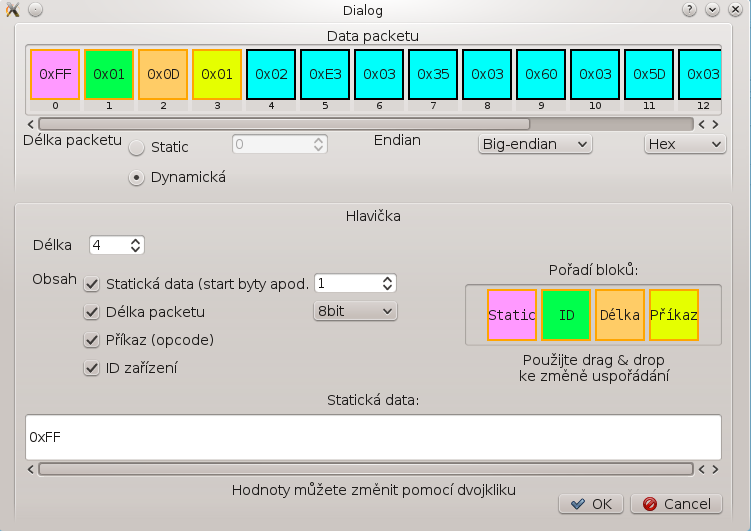 Dialog
Data packetu
0xFF 0x01 0x0D 0x01 0x02 0xE3 0x03 0x35 0x03 0x60 0x03 0x5D 0x03
0 1 2 3 4 5 6 7 8 9 10 11 12
Délka packetu Static 0 Endian Big-endian Hex
Dynamická
Hlavička
Délka 4
Obsah Statická data (start byty apod. 1
Délka packetu 8bit
Příkaz (opcode)
ID zařízení
Pořadí bloků:
Static ID Délka Příkaz
Použijte drag & drop
ke změně uspořádání
Statická data:
0xFF
Hodnoty můžete změnit pomocí dvojkliku
OK Cancel